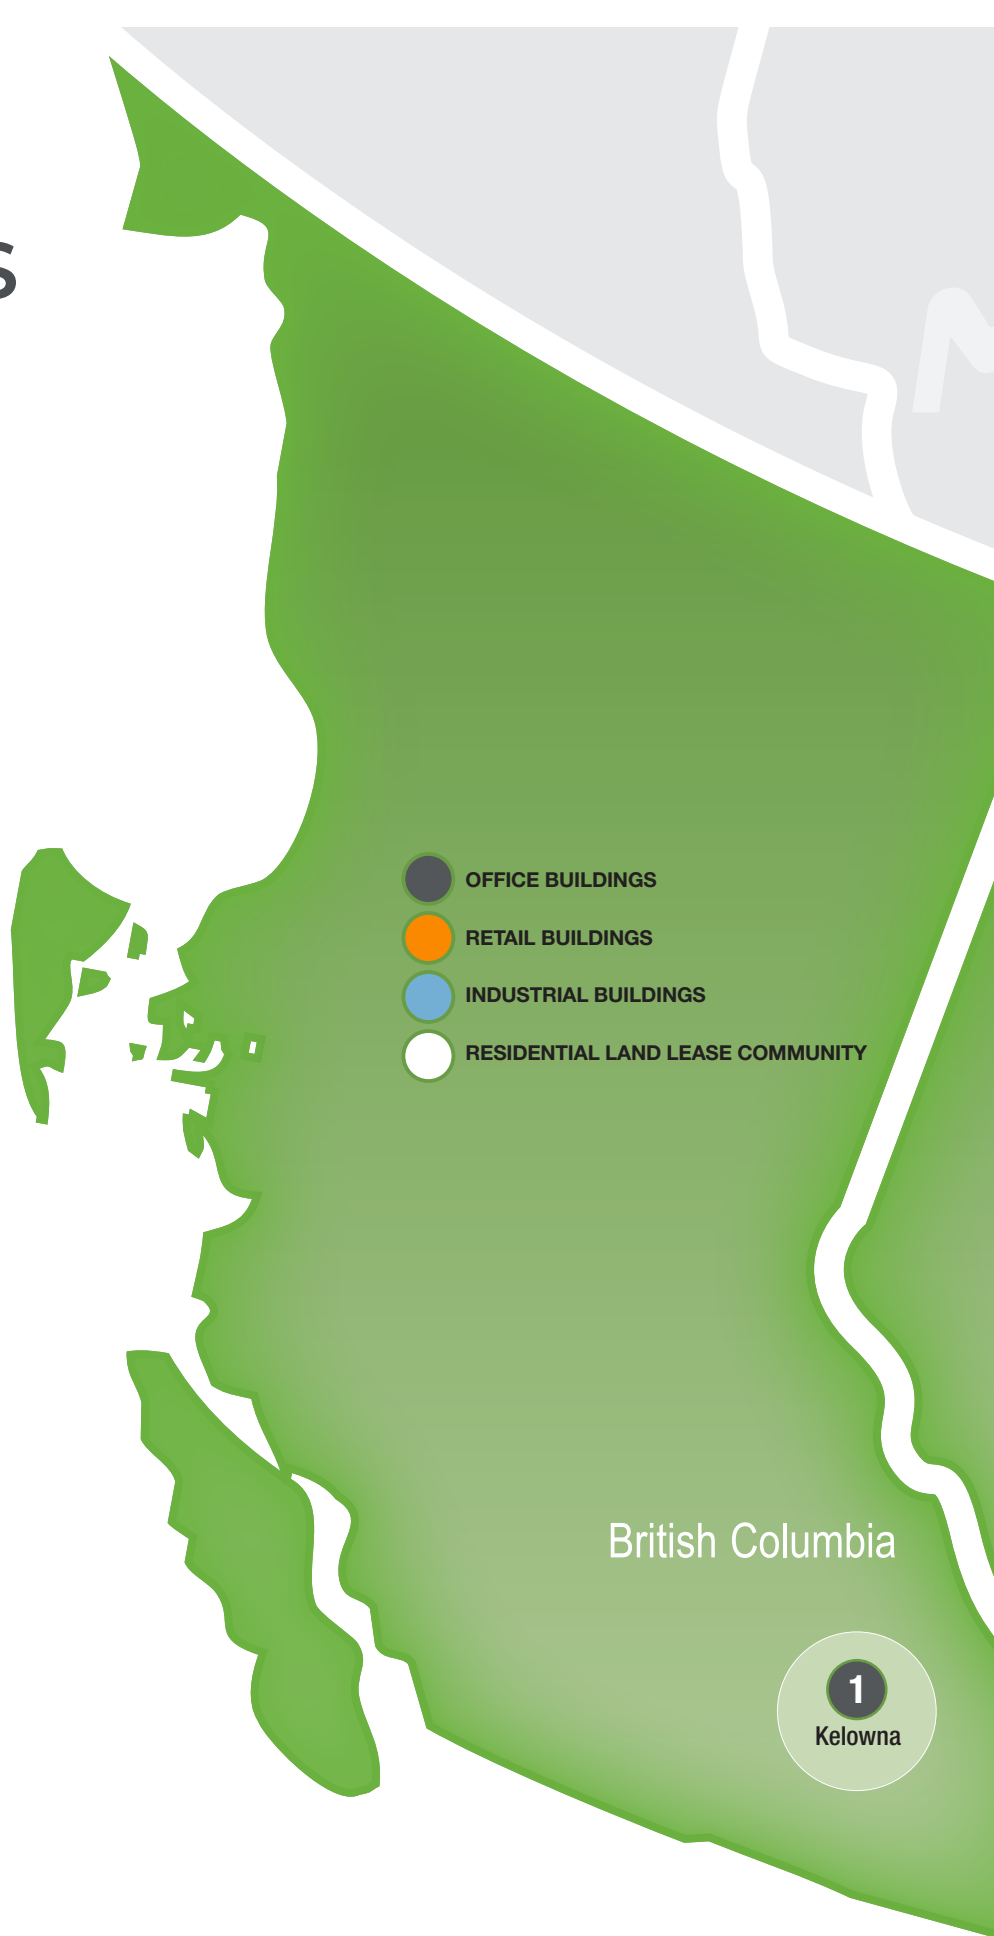 S
OFFICE BUILDINGS
RETAIL BUILDINGS
INDUSTRIAL BUILDINGS
RESIDENTIAL LAND LEASE COMMUNITY
British Columbia
1
Kelowna